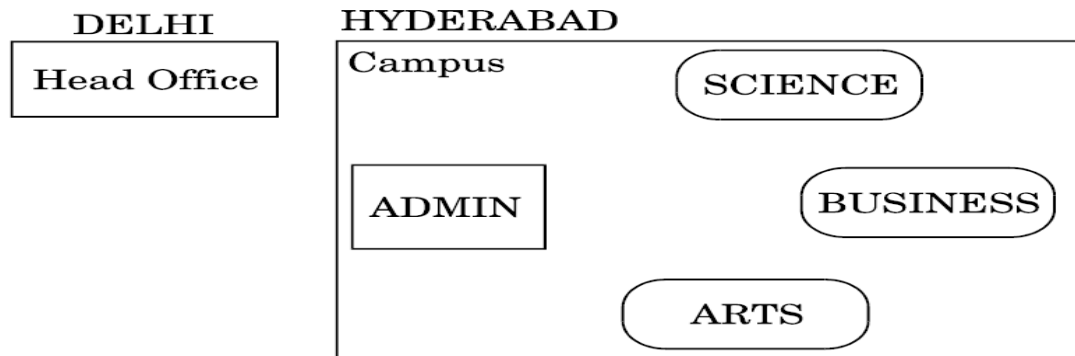 DELHI
HYDERABAD
Head Office
Campus
SCIENCE
ADMIN
BUSINESS
ARTS